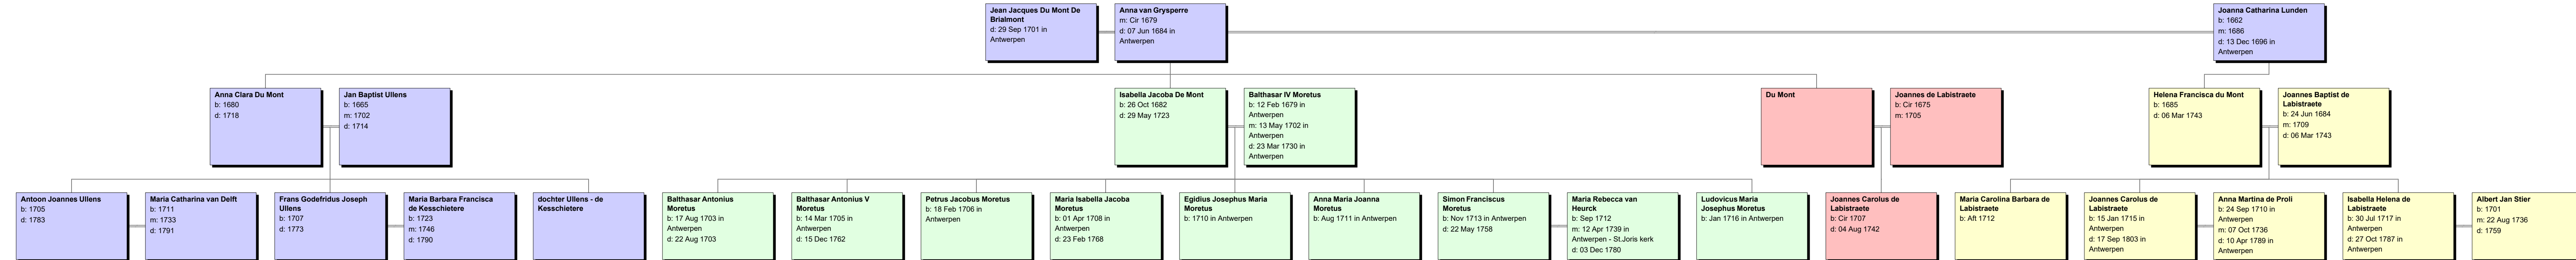 Jean Jacques Du Mont De
Brialmont
d: 29 Sep 1701 in
Antwerpen
Anna van Grysperre
m: Cir 1679
d: 07 Jun 1684 in
Antwerpen
Joanna Catharina Lunden
b: 1662
m: 1686
d: 13 Dec 1696 in
Antwerpen
Anna Clara Du Mont
b: 1680
d: 1718
Jan Baptist Ullens
b: 1665
m: 1702
d: 1714
Isabella Jacoba De Mont
b: 26 Oct 1682
d: 29 May 1723
Balthasar IV Moretus
b: 12 Feb 1679 in
Antwerpen
m: 13 May 1702 in
Antwerpen
d: 23 Mar 1730 in
Antwerpen
Du Mont
Joannes de Labistraete
b: Cir 1675
m: 1705
Helena Francisca du Mont
b: 1685
d: 06 Mar 1743
Joannes Baptist de
Labistraete
b: 24 Jun 1684
m: 1709
d: 06 Mar 1743
Antoon Joannes Ullens
b: 1705
d: 1783
Maria Catharina van Delft
b: 1711
m: 1733
d: 1791
Frans Godefridus Joseph
Ullens
b: 1707
d: 1773
Maria Barbara Francisca
de Kesschietere
b: 1723
m: 1746
d: 1790
dochter Ullens - de
Kesschietere
Balthasar Antonius
Moretus
b: 17 Aug 1703 in
Antwerpen
d: 22 Aug 1703
Balthasar Antonius V
Moretus
b: 14 Mar 1705 in
Antwerpen
d: 15 Dec 1762
Petrus Jacobus Moretus
b: 18 Feb 1706 in
Antwerpen
Maria Isabella Jacoba
Moretus
b: 01 Apr 1708 in
Antwerpen
d: 23 Feb 1768
Egidius Josephus Maria
Moretus
b: 1710 in Antwerpen
Anna Maria Joanna
Moretus
b: Aug 1711 in Antwerpen
Simon Franciscus
Moretus
b: Nov 1713 in Antwerpen
d: 22 May 1758
Maria Rebecca van
Heurck
b: Sep 1712
m: 12 Apr 1739 in
Antwerpen - St.Joris kerk
d: 03 Dec 1780
Ludovicus Maria
Josephus Moretus
b: Jan 1716 in Antwerpen
Joannes Carolus de
Labistraete
b: Cir 1707
d: 04 Aug 1742
Maria Carolina Barbara de
Labistraete
b: Aft 1712
Joannes Carolus de
Labistraete
b: 15 Jan 1715 in
Antwerpen
d: 17 Sep 1803 in
Antwerpen
Anna Martina de Proli
b: 24 Sep 1710 in
Antwerpen
m: 07 Oct 1736
d: 10 Apr 1789 in
Antwerpen
Isabella Helena de
Labistraete
b: 30 Jul 1717 in
Antwerpen
d: 27 Oct 1787 in
Antwerpen
Albert Jan Stier
b: 1701
m: 22 Aug 1736
d: 1759